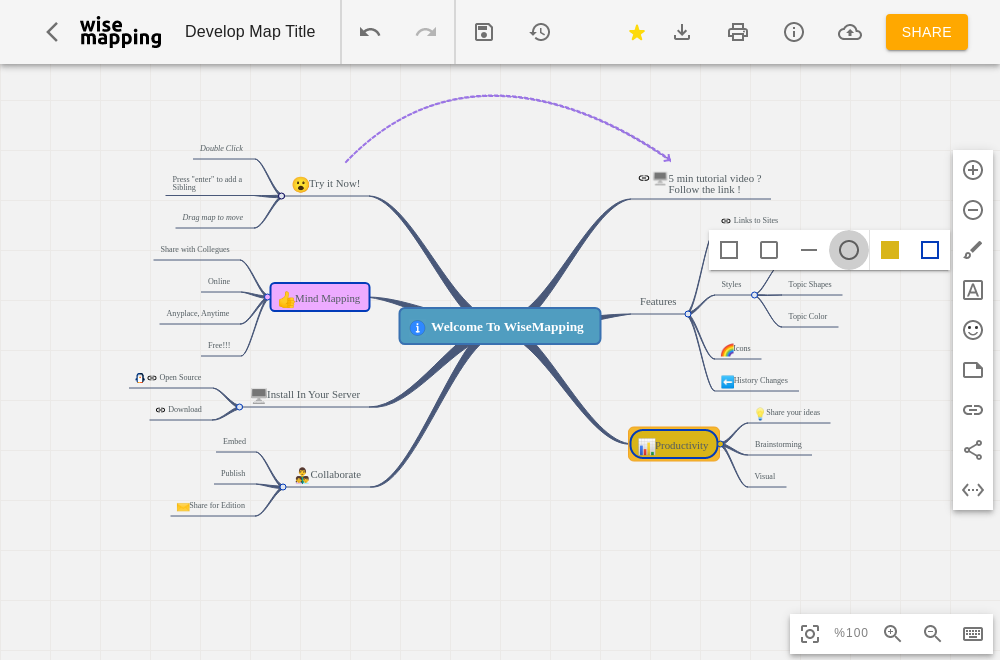 wise
mapping
Develop Map Title
SHARE
Double Click
Press "enter" to add a
Sibling
Drag map to move
Try it Now!
Share with Collegues
Online
Anyplace, Anytime
Free!!!
Mind Mapping
Open Source
Download
Install In Your Server
Embed
Publish
Share for Edition
Collaborate
Welcome To WiseMapping
5 min tutorial video ?
Follow the link !
Links to Sites
Features
Styles
Topic Shapes
Topic Color
Icons
History Changes
Productivity
Share your ideas
Brainstorming
Visual
%100